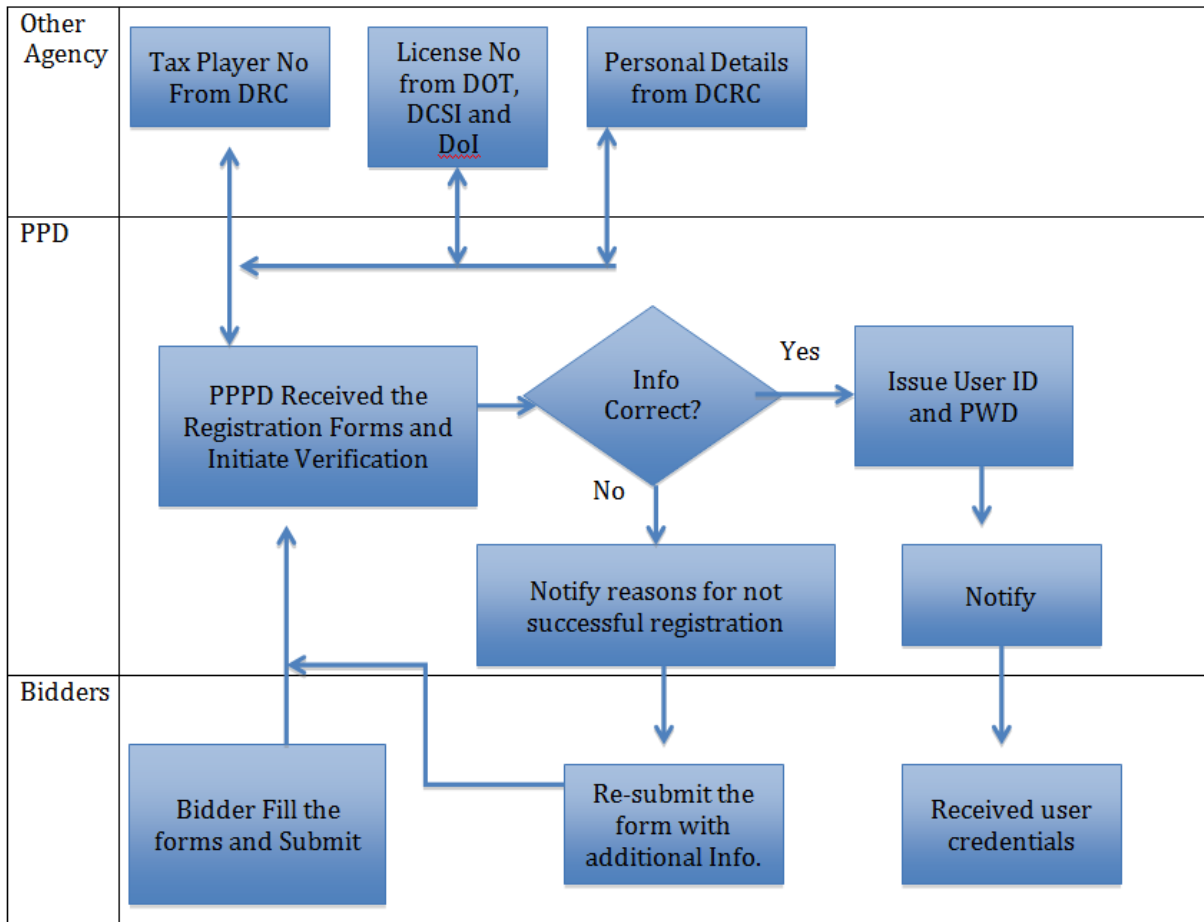 Other
Agency
Tax Player No
From DRC
License No
from DOT,
DCSI and
DoI
Personal Details
from DCRC
PPD
PPPD Received the
Registration Forms and
Initiate Verification
Info
Correct?
Yes
Issue User ID
and PWD
No
Notify reasons for not
successful registration
Notify
Bidders
Bidder Fill the
forms and Submit
Re-submit the
form with
additional Info.
Received user
credentials